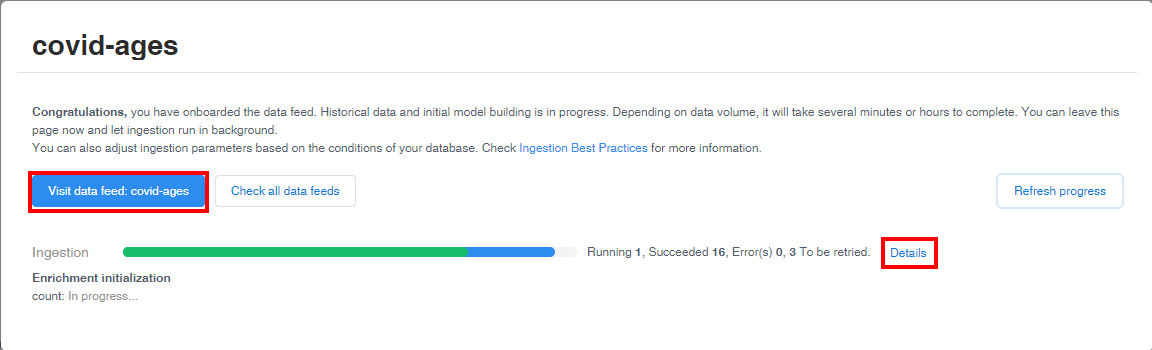 covid-ages
Congratulations, you have onboarded the data feed. Historical data and initial model building is in progress. Depending on data volume, it will take several minutes or hours to complete. You can leave this
page now and let ingestion run in background.
You can also adjust ingestion parameters based on the conditions of your database. Check Ingestion Best Practices for more information.
Visit data feed: covid-ages Check all data feeds Refresh progress
Ingestion Running 1, Succeeded 16, Error(s) 0, 3 To be retried. Details
Enrichment initialization
count: In progress...